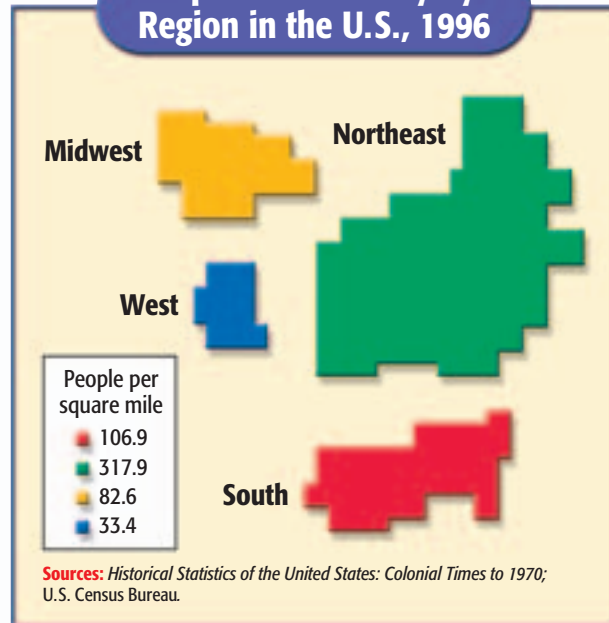 Region in the U.S., 1996
Midwest
Northeast
West
People per
square mile
106.9
317.9
82.6
33.4
South
Sources: Historical Statistics of the United States: Colonial Times to 1970;
U.S. Census Bureau.